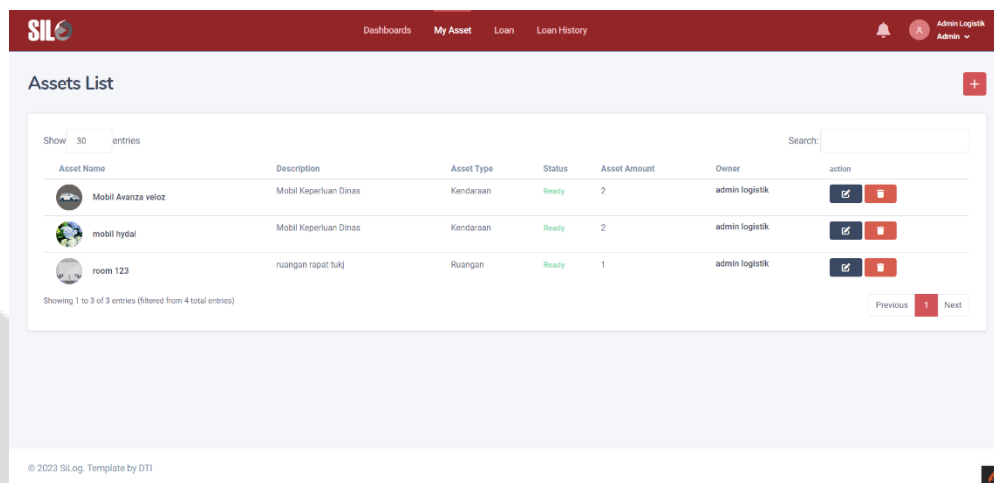 SIL
Dashboards My Asset Loan Loan History
Admin Logistik
Admin
Assets List
+
Show 30 entries Search:
Asset Name Description Asset Type Status Asset Amount Owner action
Mobil Avanza veloz Mobil Keperluan Dinas Kendaraan Ready 2 admin logistik
mobil hydai Mobil Keperluan Dinas Kendaraan Ready 2 admin logistik
room 123 ruangan rapat tukj Ruangan Ready 1 admin logistik
Showing 1 to 3 of 3 entries (filtered from 4 total entries)
Previous 1 Next
© 2023 SiLog. Template by DTI